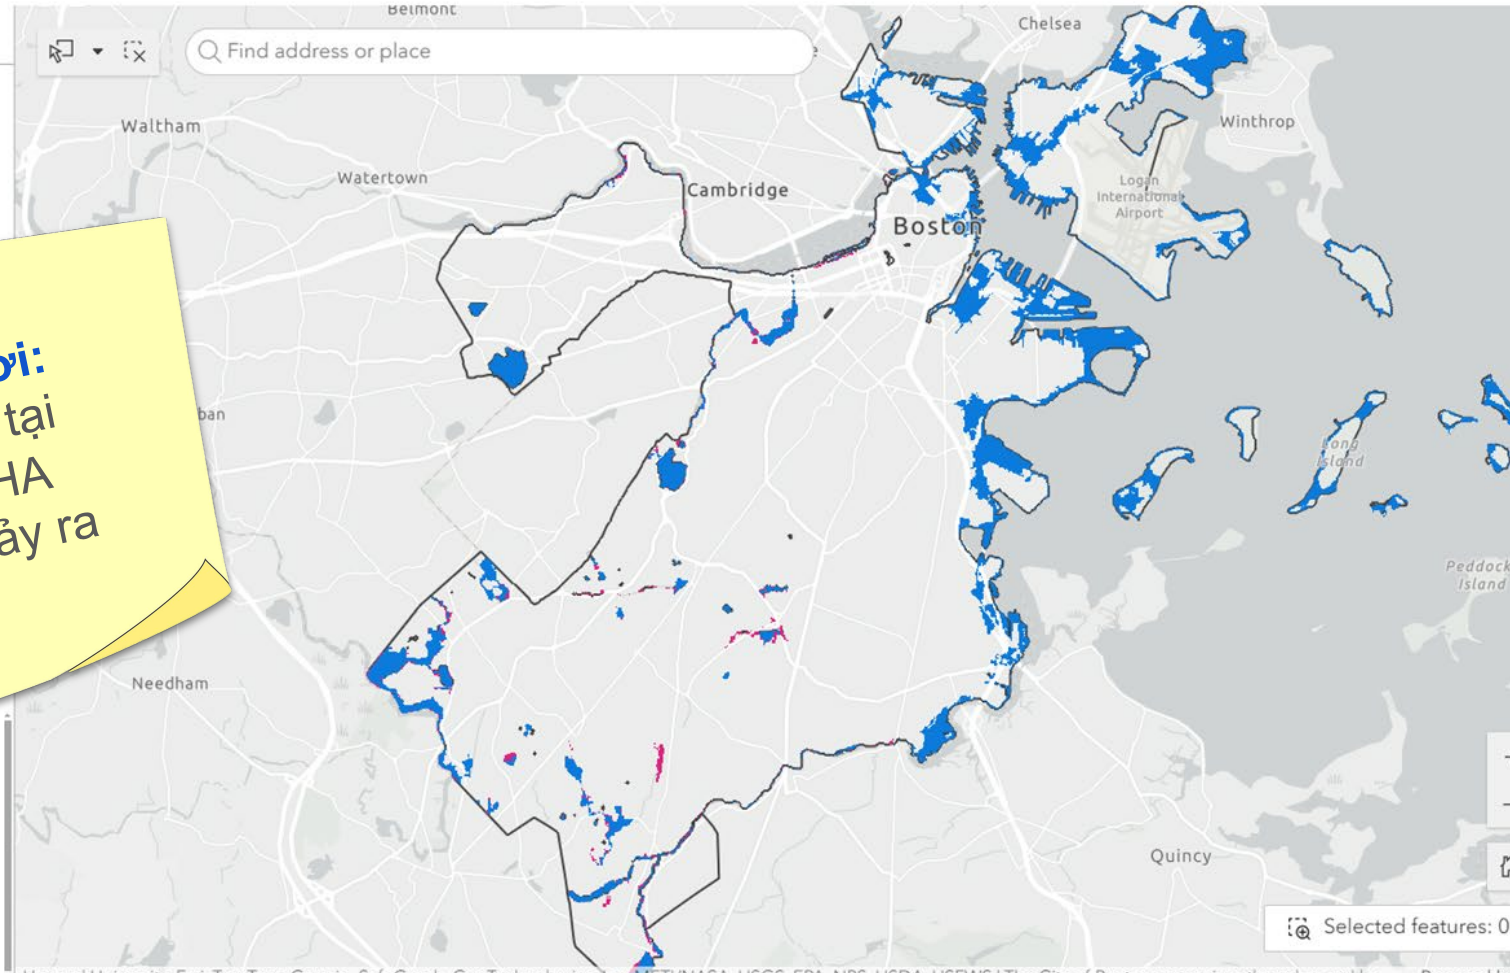 Belmont
Chelsea
Find address or place
Waltham
Winthrop
Watertown
Cambridge
Logan
International
Airport
Boston
ơi:
tại
HA
ảy ra
ban
Long
Island
Peddock
Island
Needham
Quincy
Selected features: 0